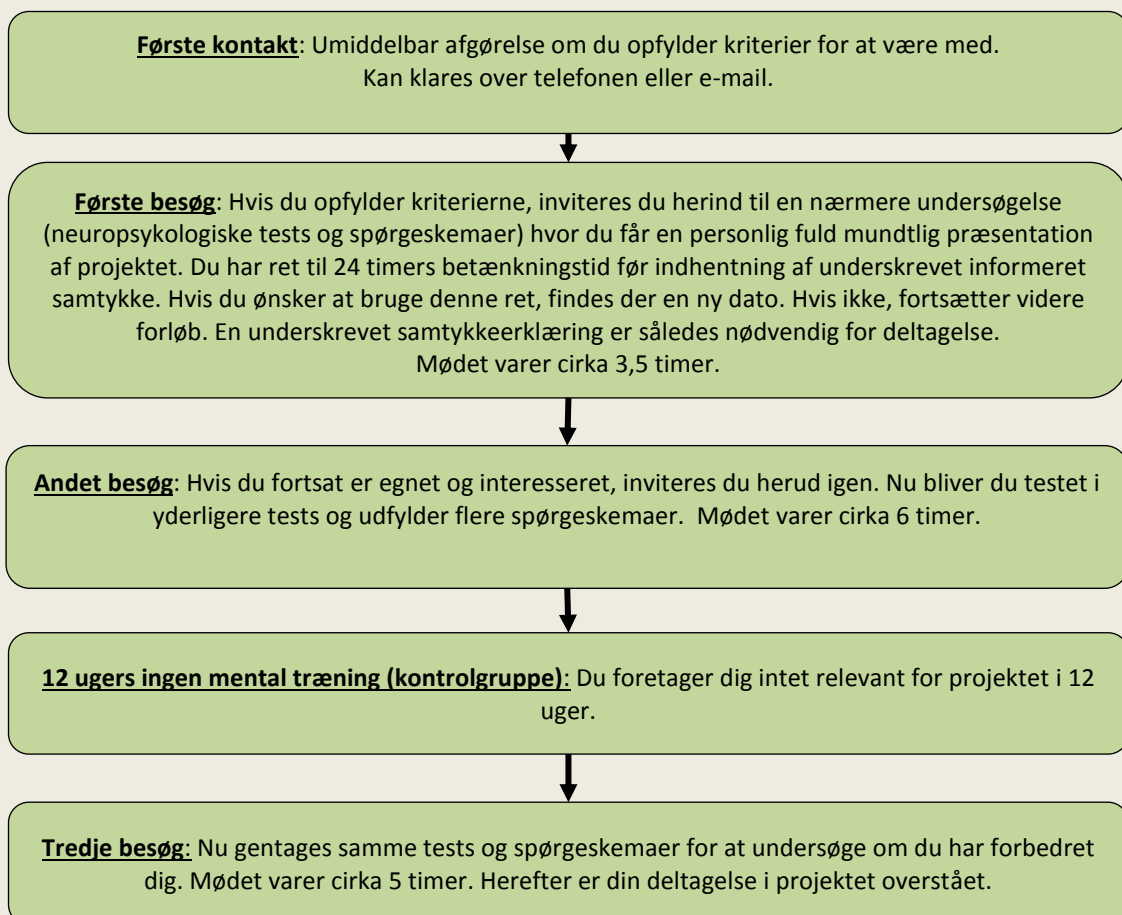 Første kontakt: Umiddelbar afgørelse om du opfylder kriterier for at være med.
Kan klares over telefonen eller e-mail.
Første besøg: Hvis du opfylder kriterierne, inviteres du herind til en nærmere undersøgelse
(neuropsykologiske tests og spørgeskemaer) hvor du får en personlig fuld mundtlig præsentation
af projektet. Du har ret til 24 timers betænkningstid før indhentning af underskrevet informeret
samtykke. Hvis du ønsker at bruge denne ret, findes der en ny dato. Hvis ikke, fortsætter videre
forløb. En underskrevet samtykkeerklæring er således nødvendig for deltagelse.
Mødet varer cirka 3,5 timer.
Andet besøg: Hvis du fortsat er egnet og interesseret, inviteres du herud igen. Nu bliver du testet i
yderligere tests og udfylder flere spørgeskemaer. Mødet varer cirka 6 timer.
12 ugers ingen mental træning (kontrolgruppe): Du foretager dig intet relevant for projektet i 12
uger.
Tredje besøg: Nu gentages samme tests og spørgeskemaer for at undersøge om du har forbedret
dig. Mødet varer cirka 5 timer. Herefter er din deltagelse i projektet overstået.